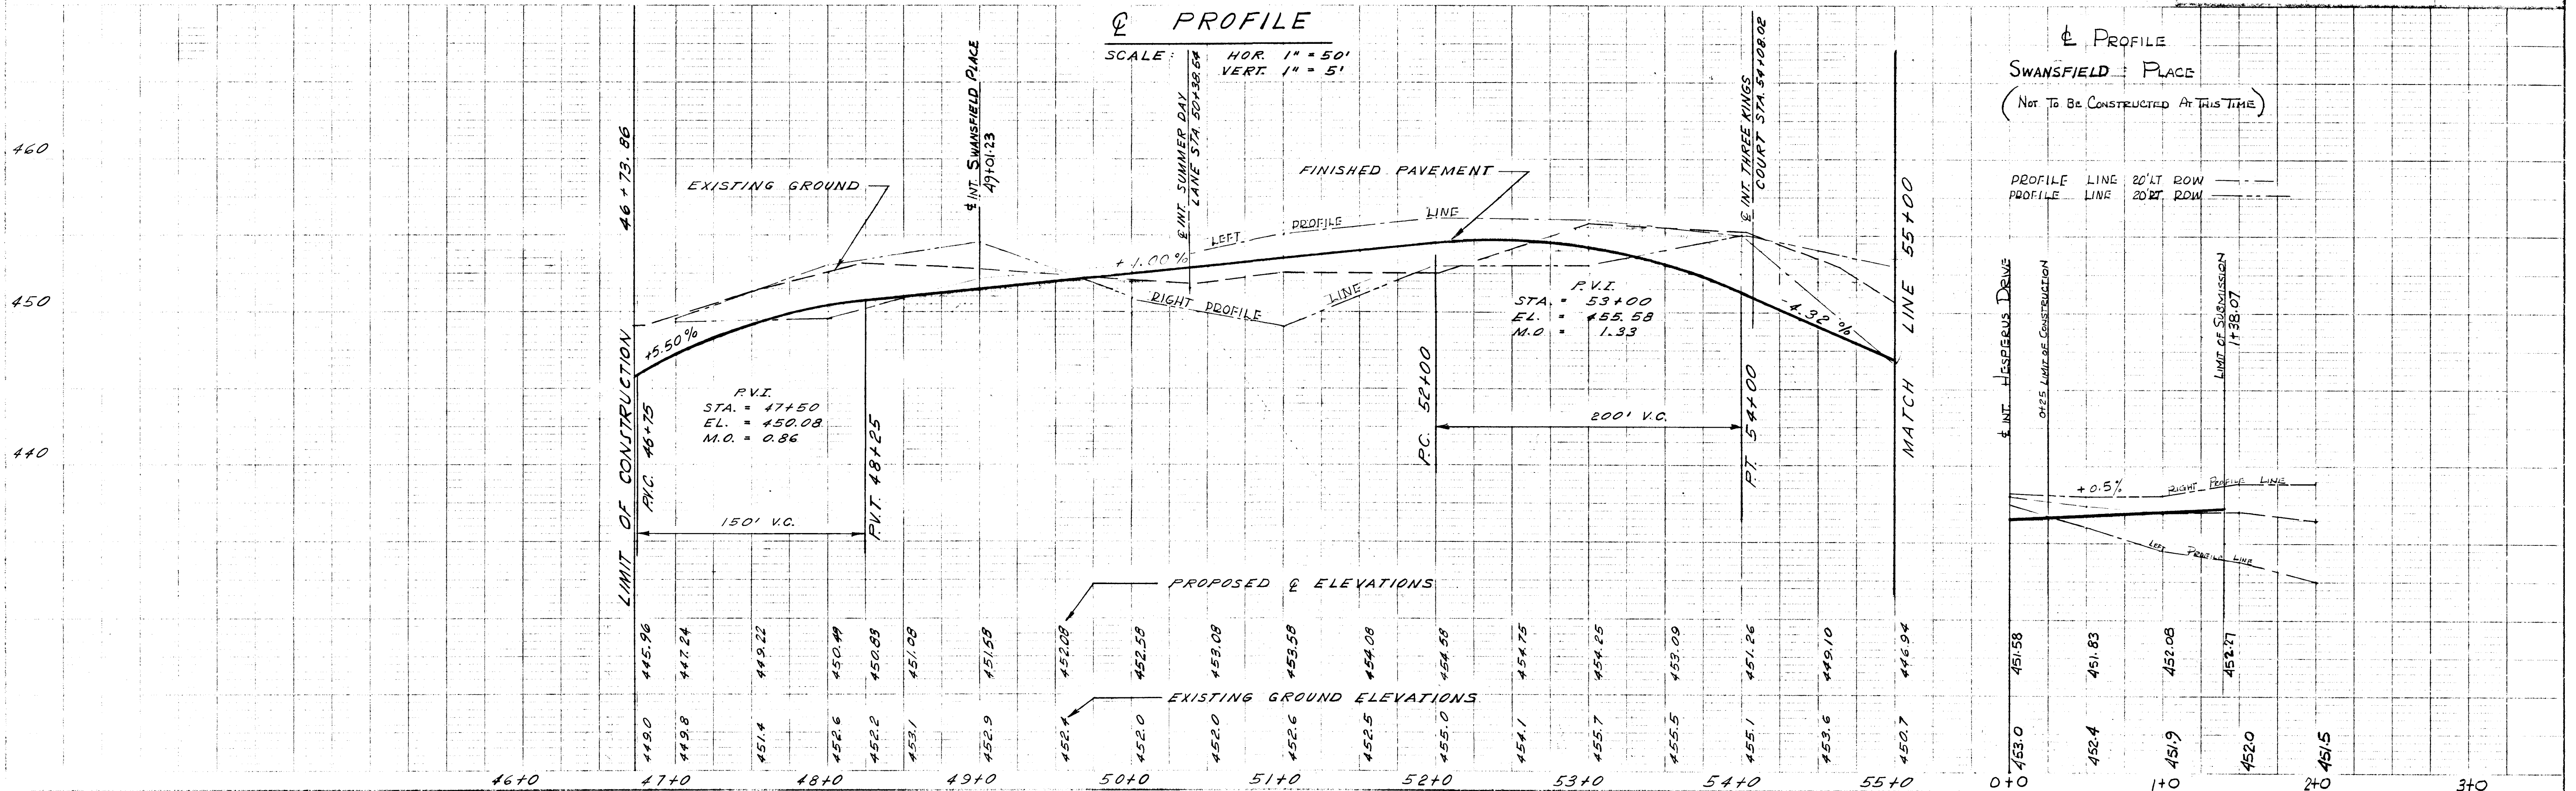 ℄ PROFILE
SCALE: HOR. 1" = 50'
VERT. 1" = 5'
460
450
440
LIMIT OF CONSTRUCTION 46+73.86
EXISTING GROUND
℄ INT. SWANSFIELD PLACE
49+01.23
℄ INT. SUMMER DAY
LANE STA. 50+38.64
FINISHED PAVEMENT
℄ INT. THREE KINGS
COURT STA. 54+08.02
MATCH LINE 55+00
LEFT PROFILE LINE
+1.00%
RIGHT PROFILE LINE
+5.50%
-4.32%
P.V.I.
STA. = 47+50
EL. = 450.08
M.O. = 0.86
P.V.C. 46+75
P.V.T. 48+25
150' V.C.
P.V.I.
STA. = 53+00
EL. = 455.58
M.O = 1.33
P.C. 52+00
200' V.C.
P.T. 54+00
PROPOSED ℄ ELEVATIONS
445.96 447.24 449.22 450.49 450.83 451.08 451.58 452.08 452.58 453.08 453.58 454.08 454.58 454.75 454.25 453.09 451.26 449.10 446.94
EXISTING GROUND ELEVATIONS
449.0 449.8 451.4 452.6 452.2 453.1 452.9 452.4 452.0 452.0 452.6 452.5 455.0 454.1 455.7 455.5 455.1 453.6 450.7
46+0 47+0 48+0 49+0 50+0 51+0 52+0 53+0 54+0 55+0
℄ PROFILE
SWANSFIELD PLACE
(NOT TO BE CONSTRUCTED AT THIS TIME)
PROFILE LINE 20' LT ROW
PROFILE LINE 20' RT. ROW
℄ INT. HESPERUS DRIVE
0+25 LIMIT OF CONSTRUCTION
LIMIT OF SUBMISSION
1+38.07
+0.5%
RIGHT PROFILE LINE
LEFT PROFILE LINE
451.58 451.83 452.08 452.27
453.0 452.4 451.9 452.0 451.5
0+0 1+0 2+0 3+0